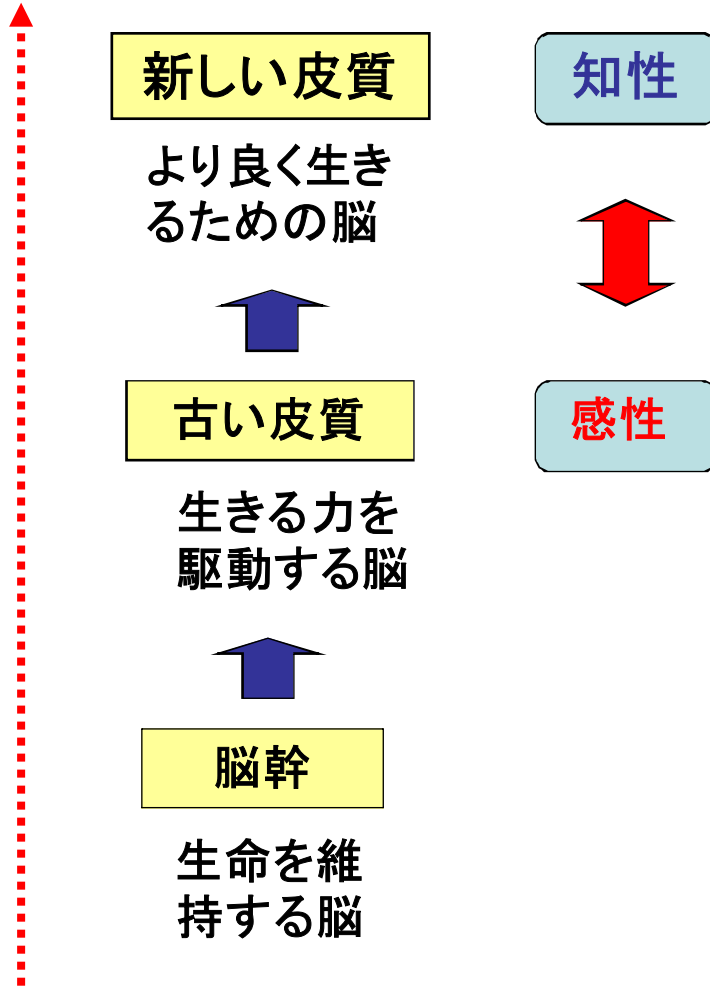 新しい皮質
知性
より良く生き
るための脳
古い皮質
感性
生きる力を
駆動する脳
脳幹
生命を維
持する脳